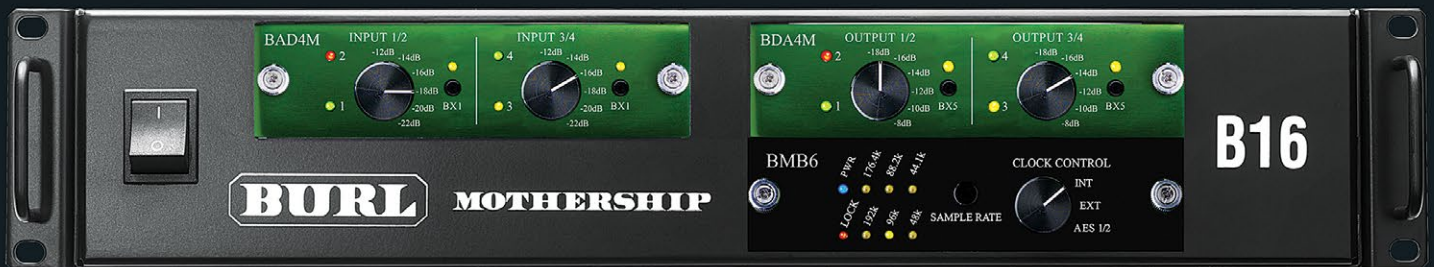 BAD4M INPUT 1/2 INPUT 3/4
-12dB
-14dB
-16dB
-18dB
-20dB
-22dB
2
1
BX1
-12dB
-14dB
-16dB
-18dB
-20dB
-22dB
4
3
BX1
BDA4M OUTPUT 1/2 OUTPUT 3/4
-18dB
-16dB
-14dB
-12dB
-10dB
-8dB
2
1
BX5
-18dB
-16dB
-14dB
-12dB
-10dB
-8dB
4
3
BX5
B16
BURL MOTHERSHIP
BMB6
PWR 176.4k 88.2k 44.1k
LOCK 192k 96k 48k
SAMPLE RATE
CLOCK CONTROL
INT
EXT
AES 1/2